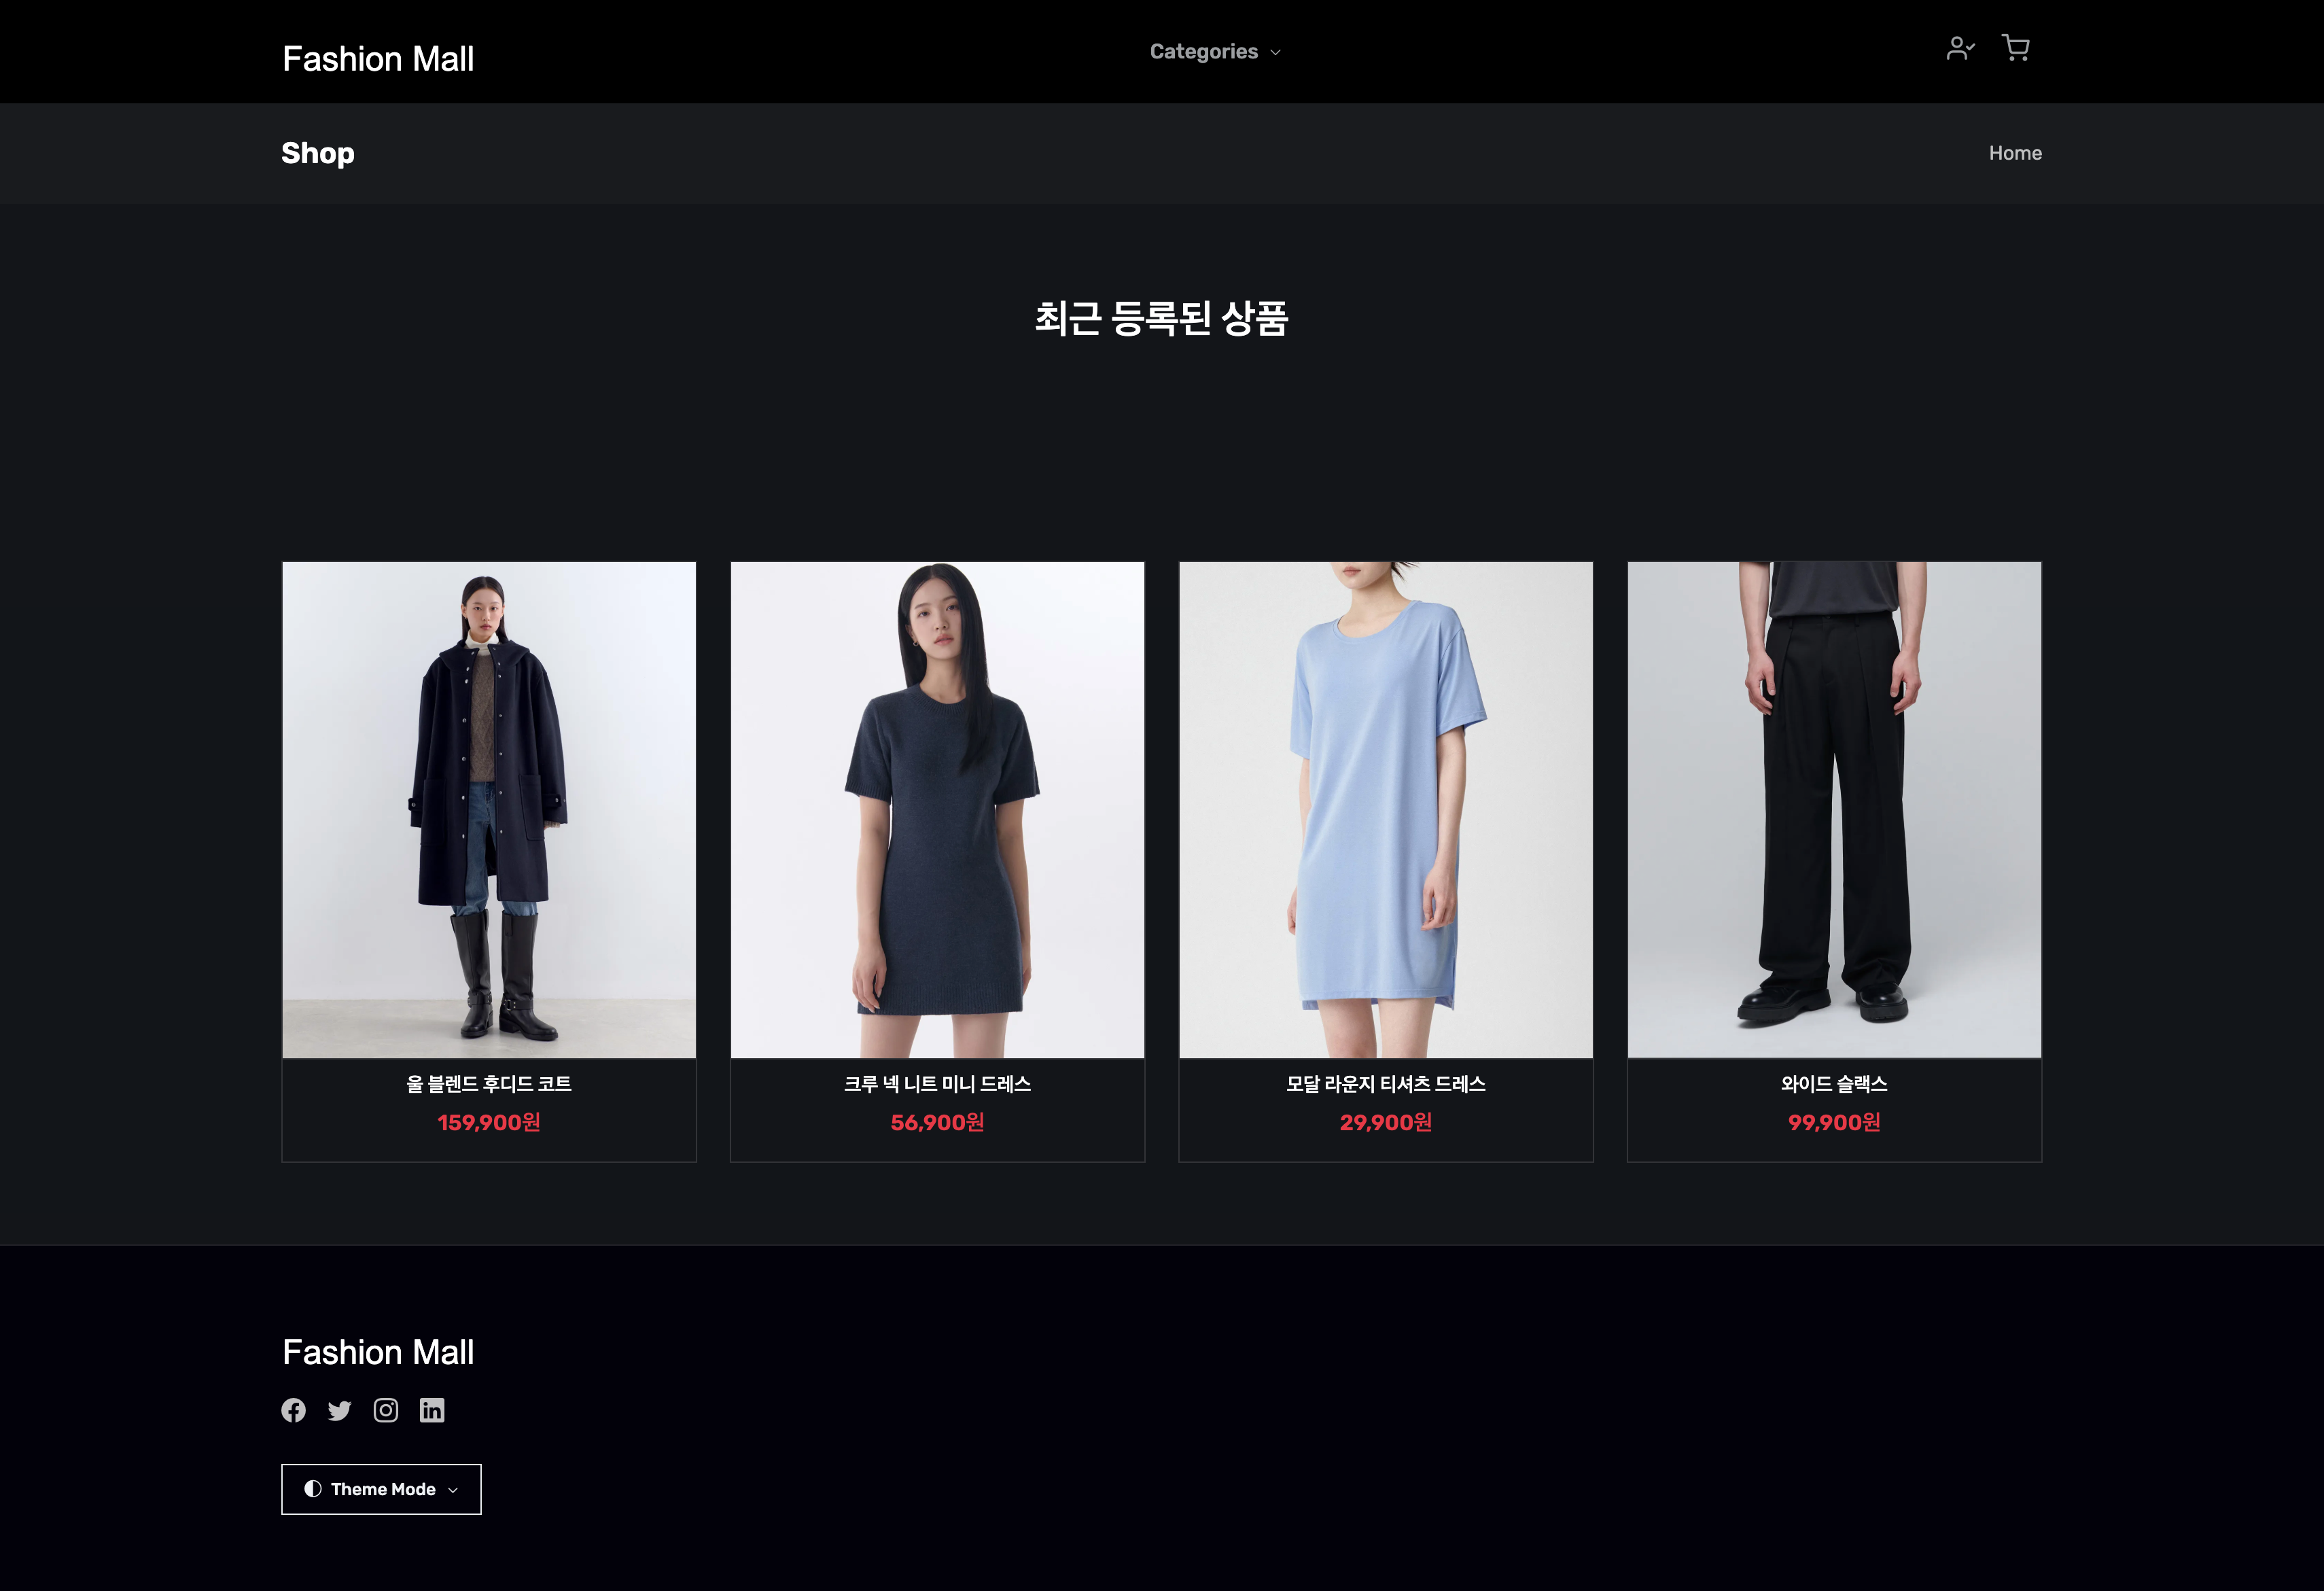 Fashion Mall
Categories
Shop
Home
최근 등록된 상품
울 블렌드 후디드 코트
159,900원
크루 넥 니트 미니 드레스
56,900원
모달 라운지 티셔츠 드레스
29,900원
와이드 슬랙스
99,900원
Fashion Mall
Theme Mode